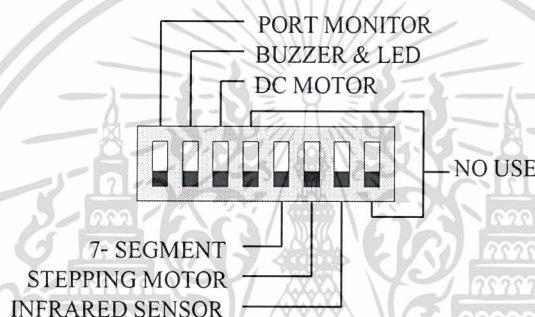 PORT MONITOR
BUZZER & LED
DC MOTOR
NO USE
7- SEGMENT
STEPPING MOTOR
INFRARED SENSOR